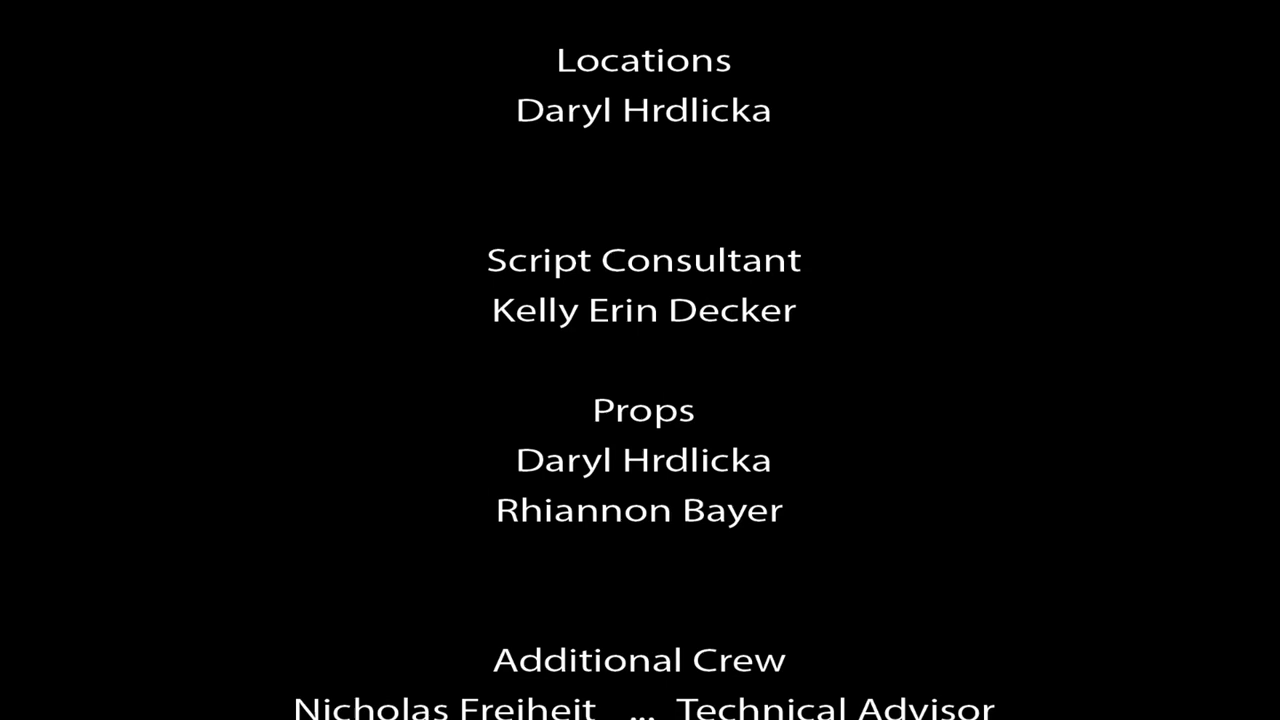 Locations
Daryl Hrdlicka
Script Consultant
Kelly Erin Decker
Props
Daryl Hrdlicka
Rhiannon Bayer
Additional Crew
Nicholas Freiheit ... Technical Advisor